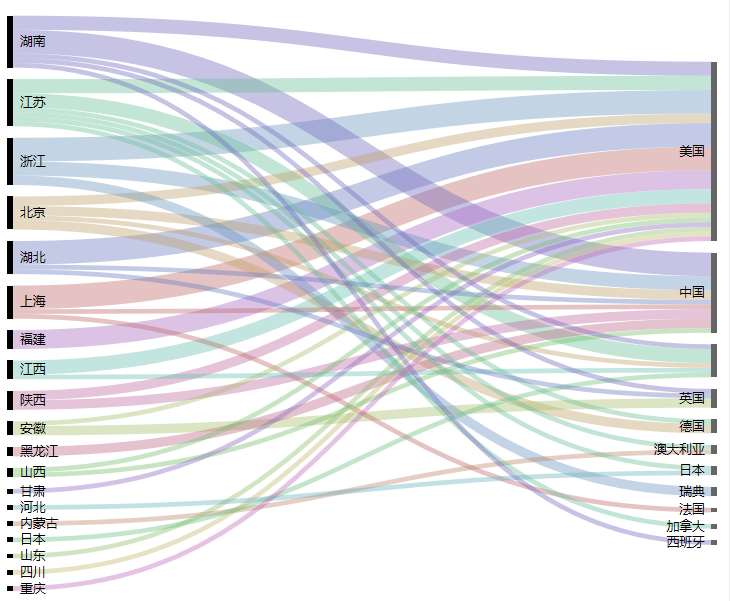 湖南
江苏
浙江
北京
湖北
上海
福建
江西
陕西
安徽
黑龙江
山西
甘肃
河北
内蒙古
日本
山东
四川
重庆
美国
中国
英国
德国
澳大利亚
日本
瑞典
法国
加拿大
西班牙